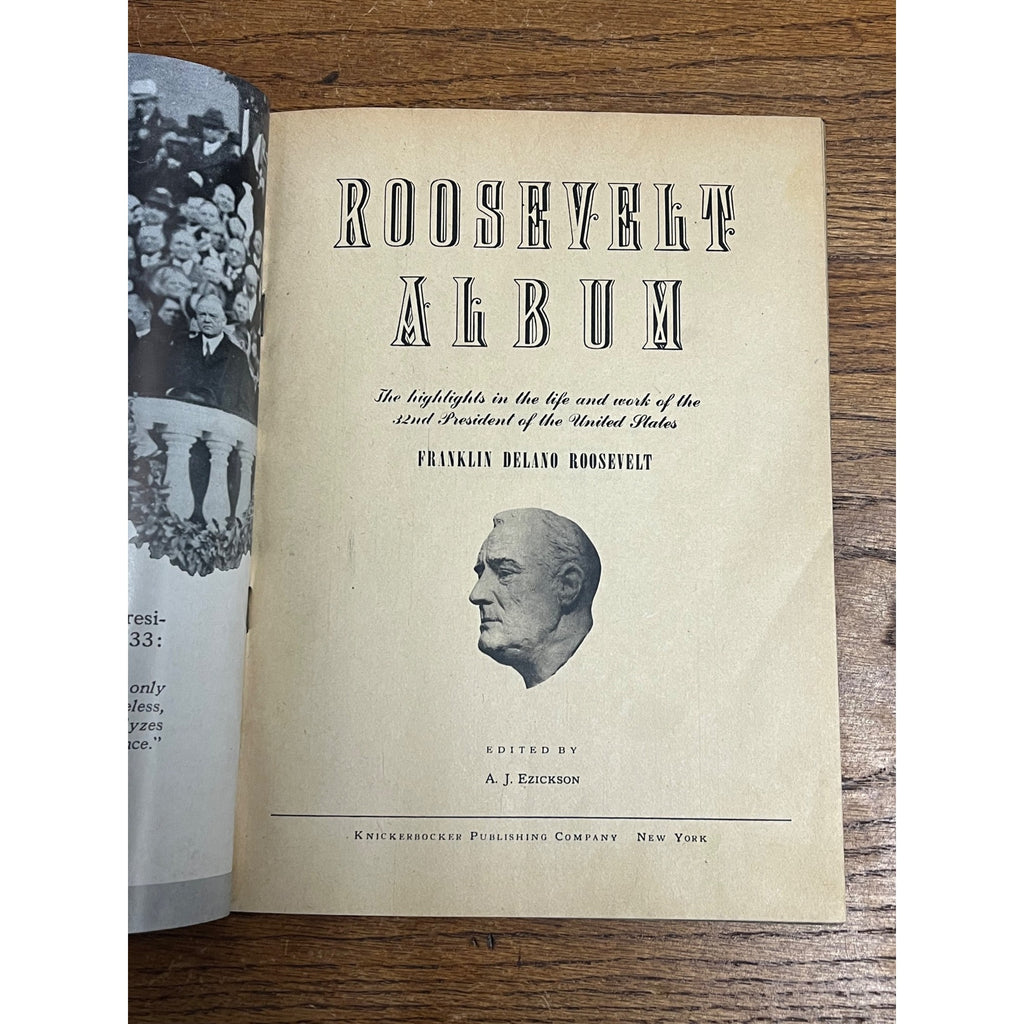 resi-
33:
only
eless,
yzes
nce."
ROOSEVELT
ALBUM
The highlights in the life and work of the
32nd President of the United States
FRANKLIN DELANO ROOSEVELT
EDITED BY
A. J. EZICKSON
KNICKERBOCKER PUBLISHING COMPANY NEW YORK